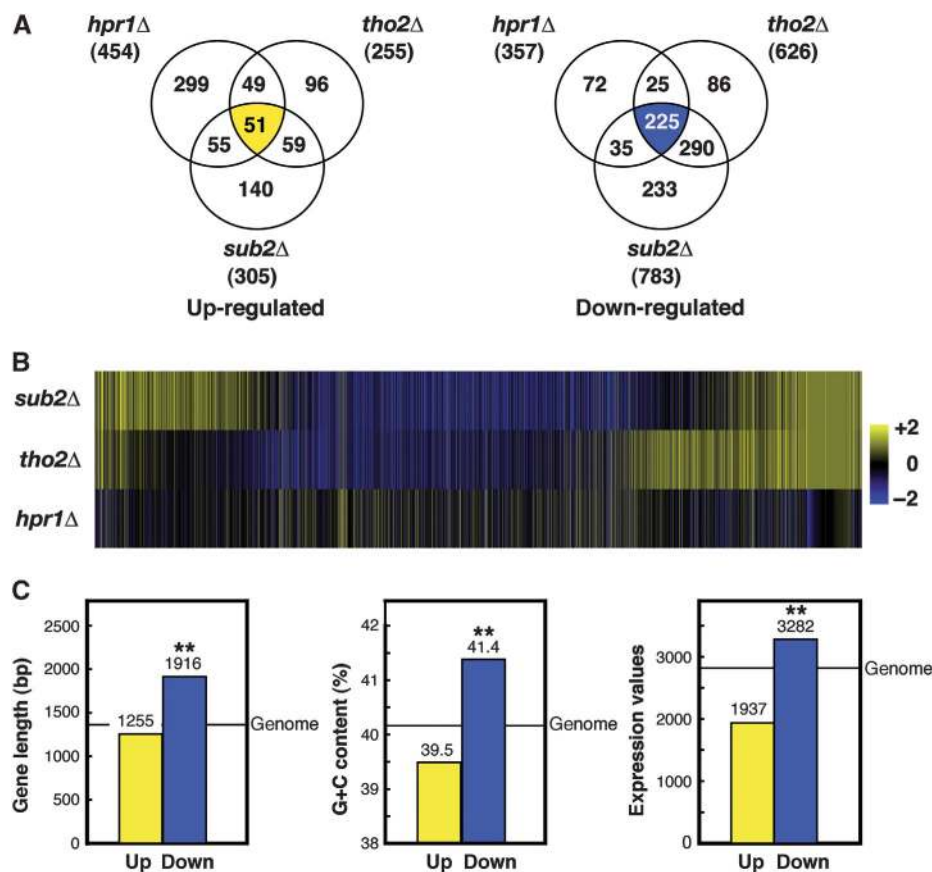 A
hpr1Δ
(454)
tho2Δ
(255)
299
49
96
51
55
59
140
sub2Δ
(305)
Up-regulated
hpr1Δ
(357)
tho2Δ
(626)
72
25
86
225
35
290
233
sub2Δ
(783)
Down-regulated
B
sub2Δ
tho2Δ
hpr1Δ
+2
0
−2
C
Gene length (bp)
2500
2000
1500
1000
500
0
**
1916
1255
Genome
Up Down
G+C content (%)
42
41
40
39
38
**
41.4
39.5
Genome
Up Down
Expression values
3000
2000
1000
0
**
3282
1937
Genome
Up Down